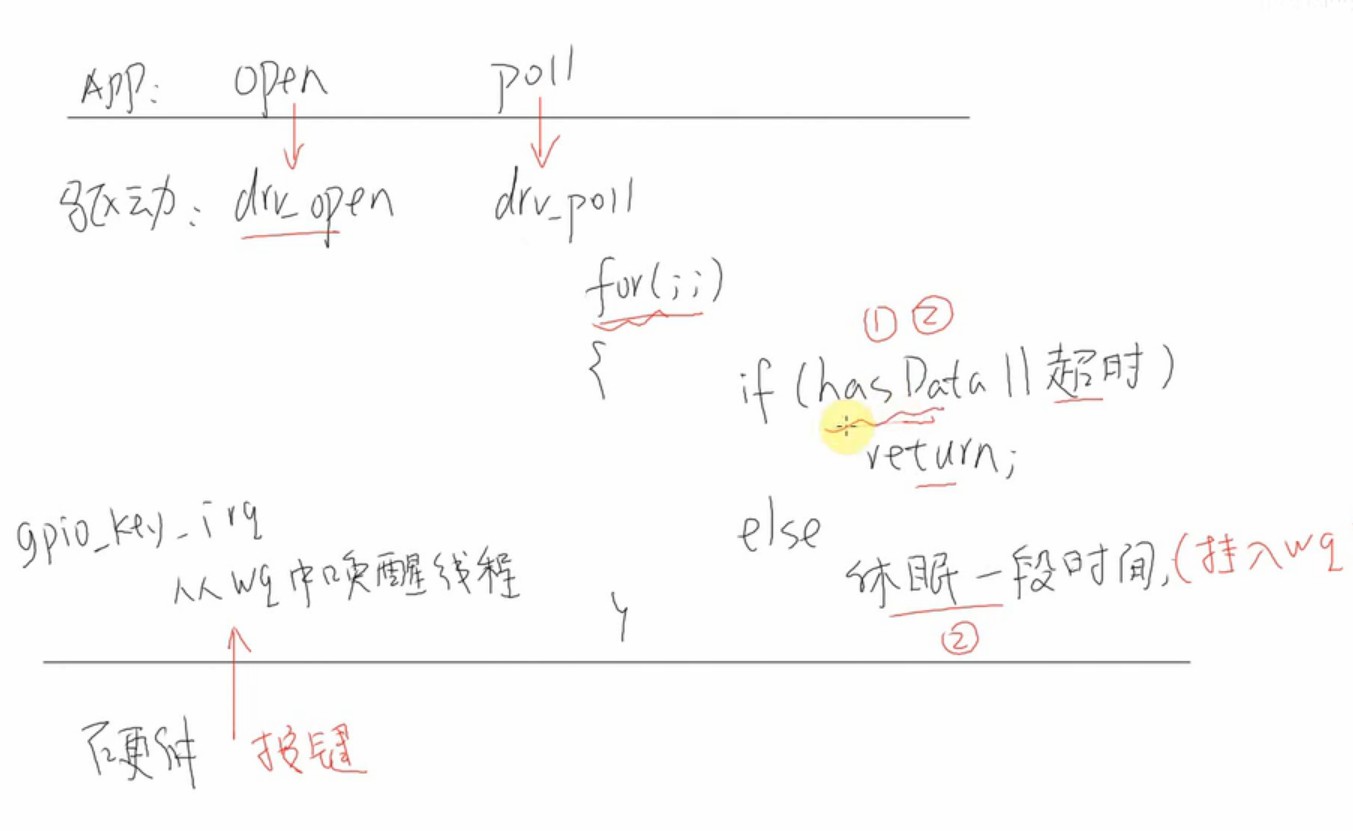 APP: open poll
驱动: drv_open drv_poll
for(;;)
{
① ②
if (hasData || 超时)
return;
else
休眠一段时间,(挂入wq
②
}
gpio_key_irq
从wq中唤醒线程
硬件 按键